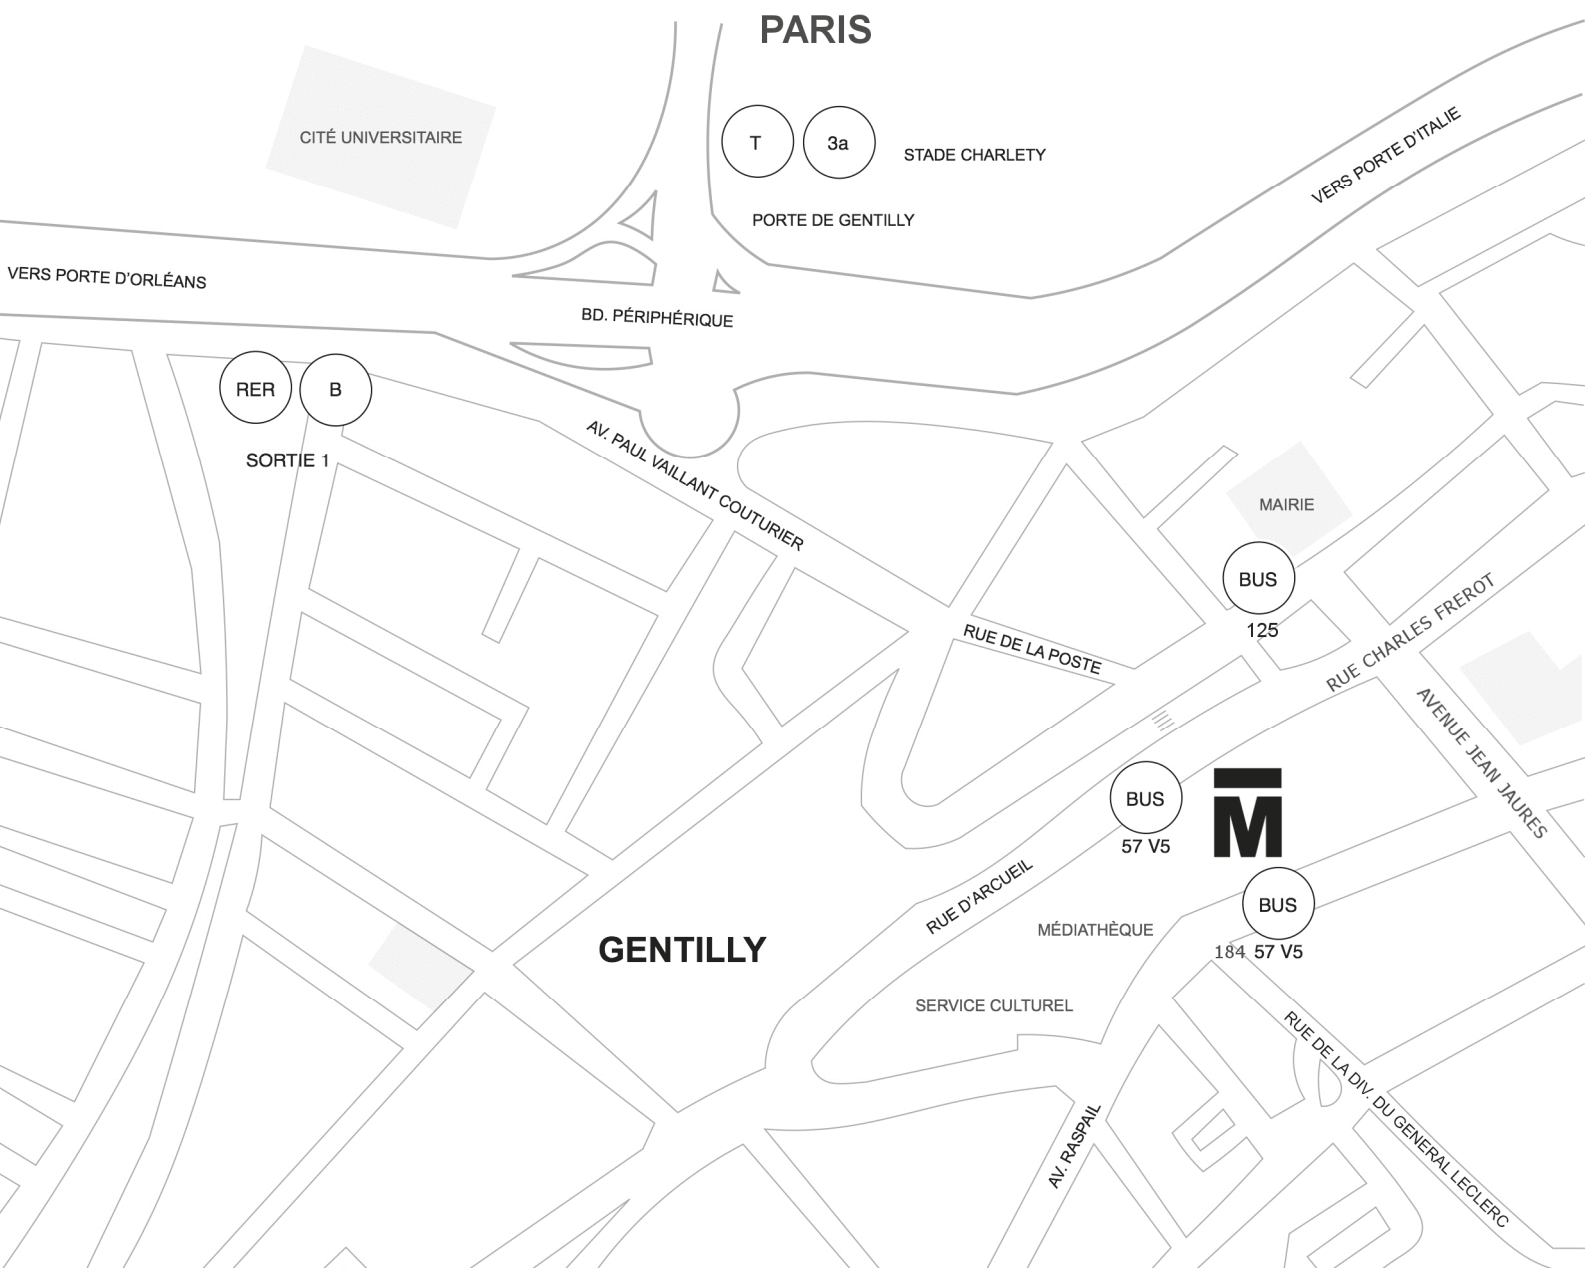 PARIS
CITÉ UNIVERSITAIRE
T
3a
STADE CHARLETY
VERS PORTE D'ITALIE
PORTE DE GENTILLY
VERS PORTE D'ORLÉANS
BD. PÉRIPHÉRIQUE
RER
B
SORTIE 1
AV. PAUL VAILLANT COUTURIER
MAIRIE
BUS
125
RUE DE LA POSTE
RUE CHARLES FREROT
AVENUE JEAN JAURES
BUS
57 V5
M
RUE D'ARCUEIL
BUS
184 57 V5
MÉDIATHÈQUE
GENTILLY
SERVICE CULTUREL
RUE DE LA DIV. DU GENERAL LECLERC
AV. RASPAIL